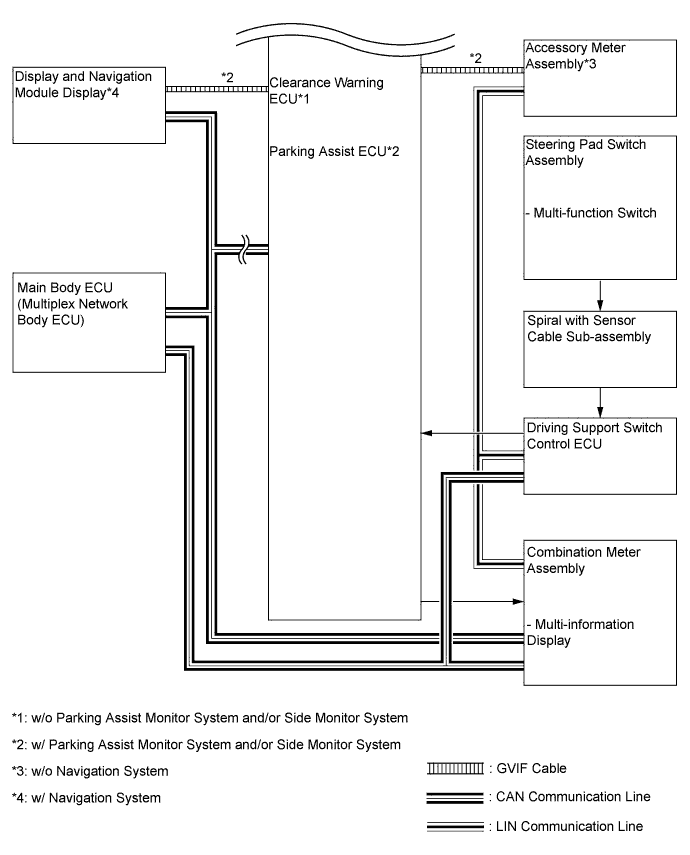 Display and Navigation
Module Display*4
*2
Clearance Warning
ECU*1
Parking Assist ECU*2
*2
Accessory Meter
Assembly*3
Steering Pad Switch
Assembly
- Multi-function Switch
Main Body ECU
(Multiplex Network
Body ECU)
Spiral with Sensor
Cable Sub-assembly
Driving Support Switch
Control ECU
Combination Meter
Assembly
- Multi-information
Display
*1: w/o Parking Assist Monitor System and/or Side Monitor System
*2: w/ Parking Assist Monitor System and/or Side Monitor System
*3: w/o Navigation System
*4: w/ Navigation System
: GVIF Cable
: CAN Communication Line
: LIN Communication Line